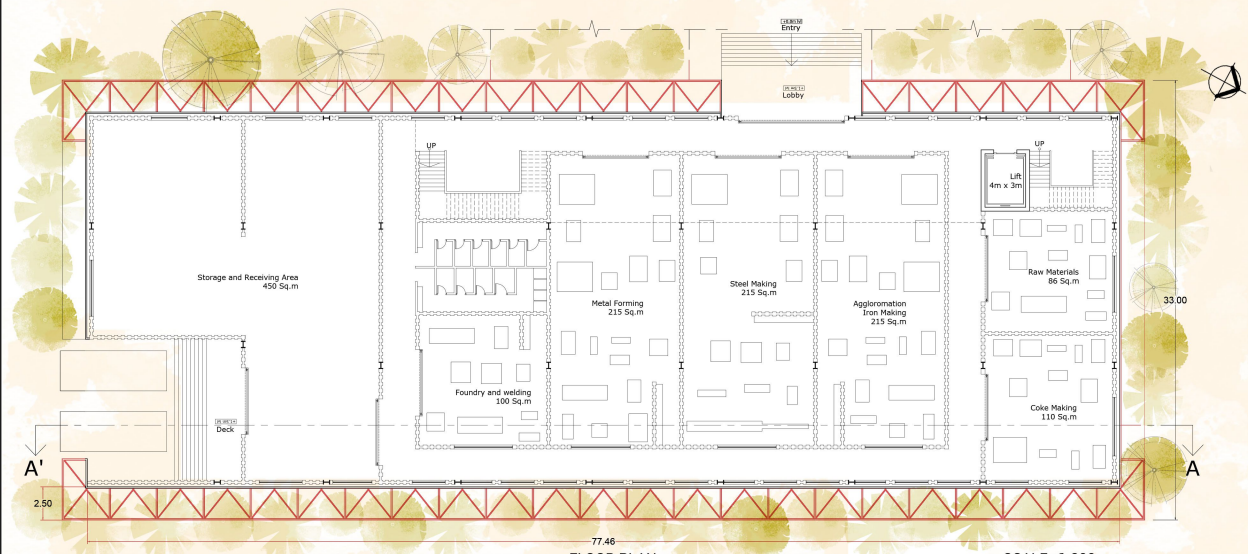 Entry
Lobby
UP
UP
Lift
4m x 3m
Storage and Receiving Area
450 Sq.m
Metal Forming
215 Sq.m
Steel Making
215 Sq.m
Aggloromation
Iron Making
215 Sq.m
Raw Materials
86 Sq.m
33.00
Foundry and welding
100 Sq.m
Coke Making
110 Sq.m
Deck
A'
A
2.50
77.46